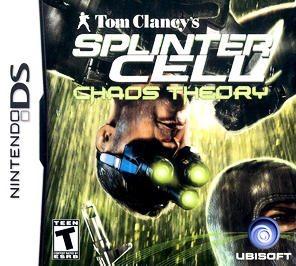 Tom Clancy's
SPLINTER
CELL
CHAOS THEORY
NINTENDO DS
TEEN
T
ESRB
UBISOFT